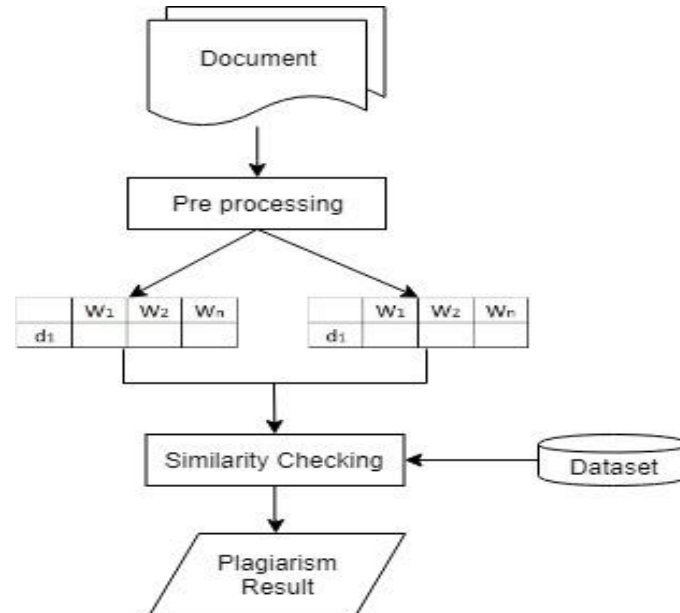 Document
Pre processing
W₁ W₂ Wₙ
d₁
W₁ W₂ Wₙ
d₁
Similarity Checking
Dataset
Plagiarism
Result